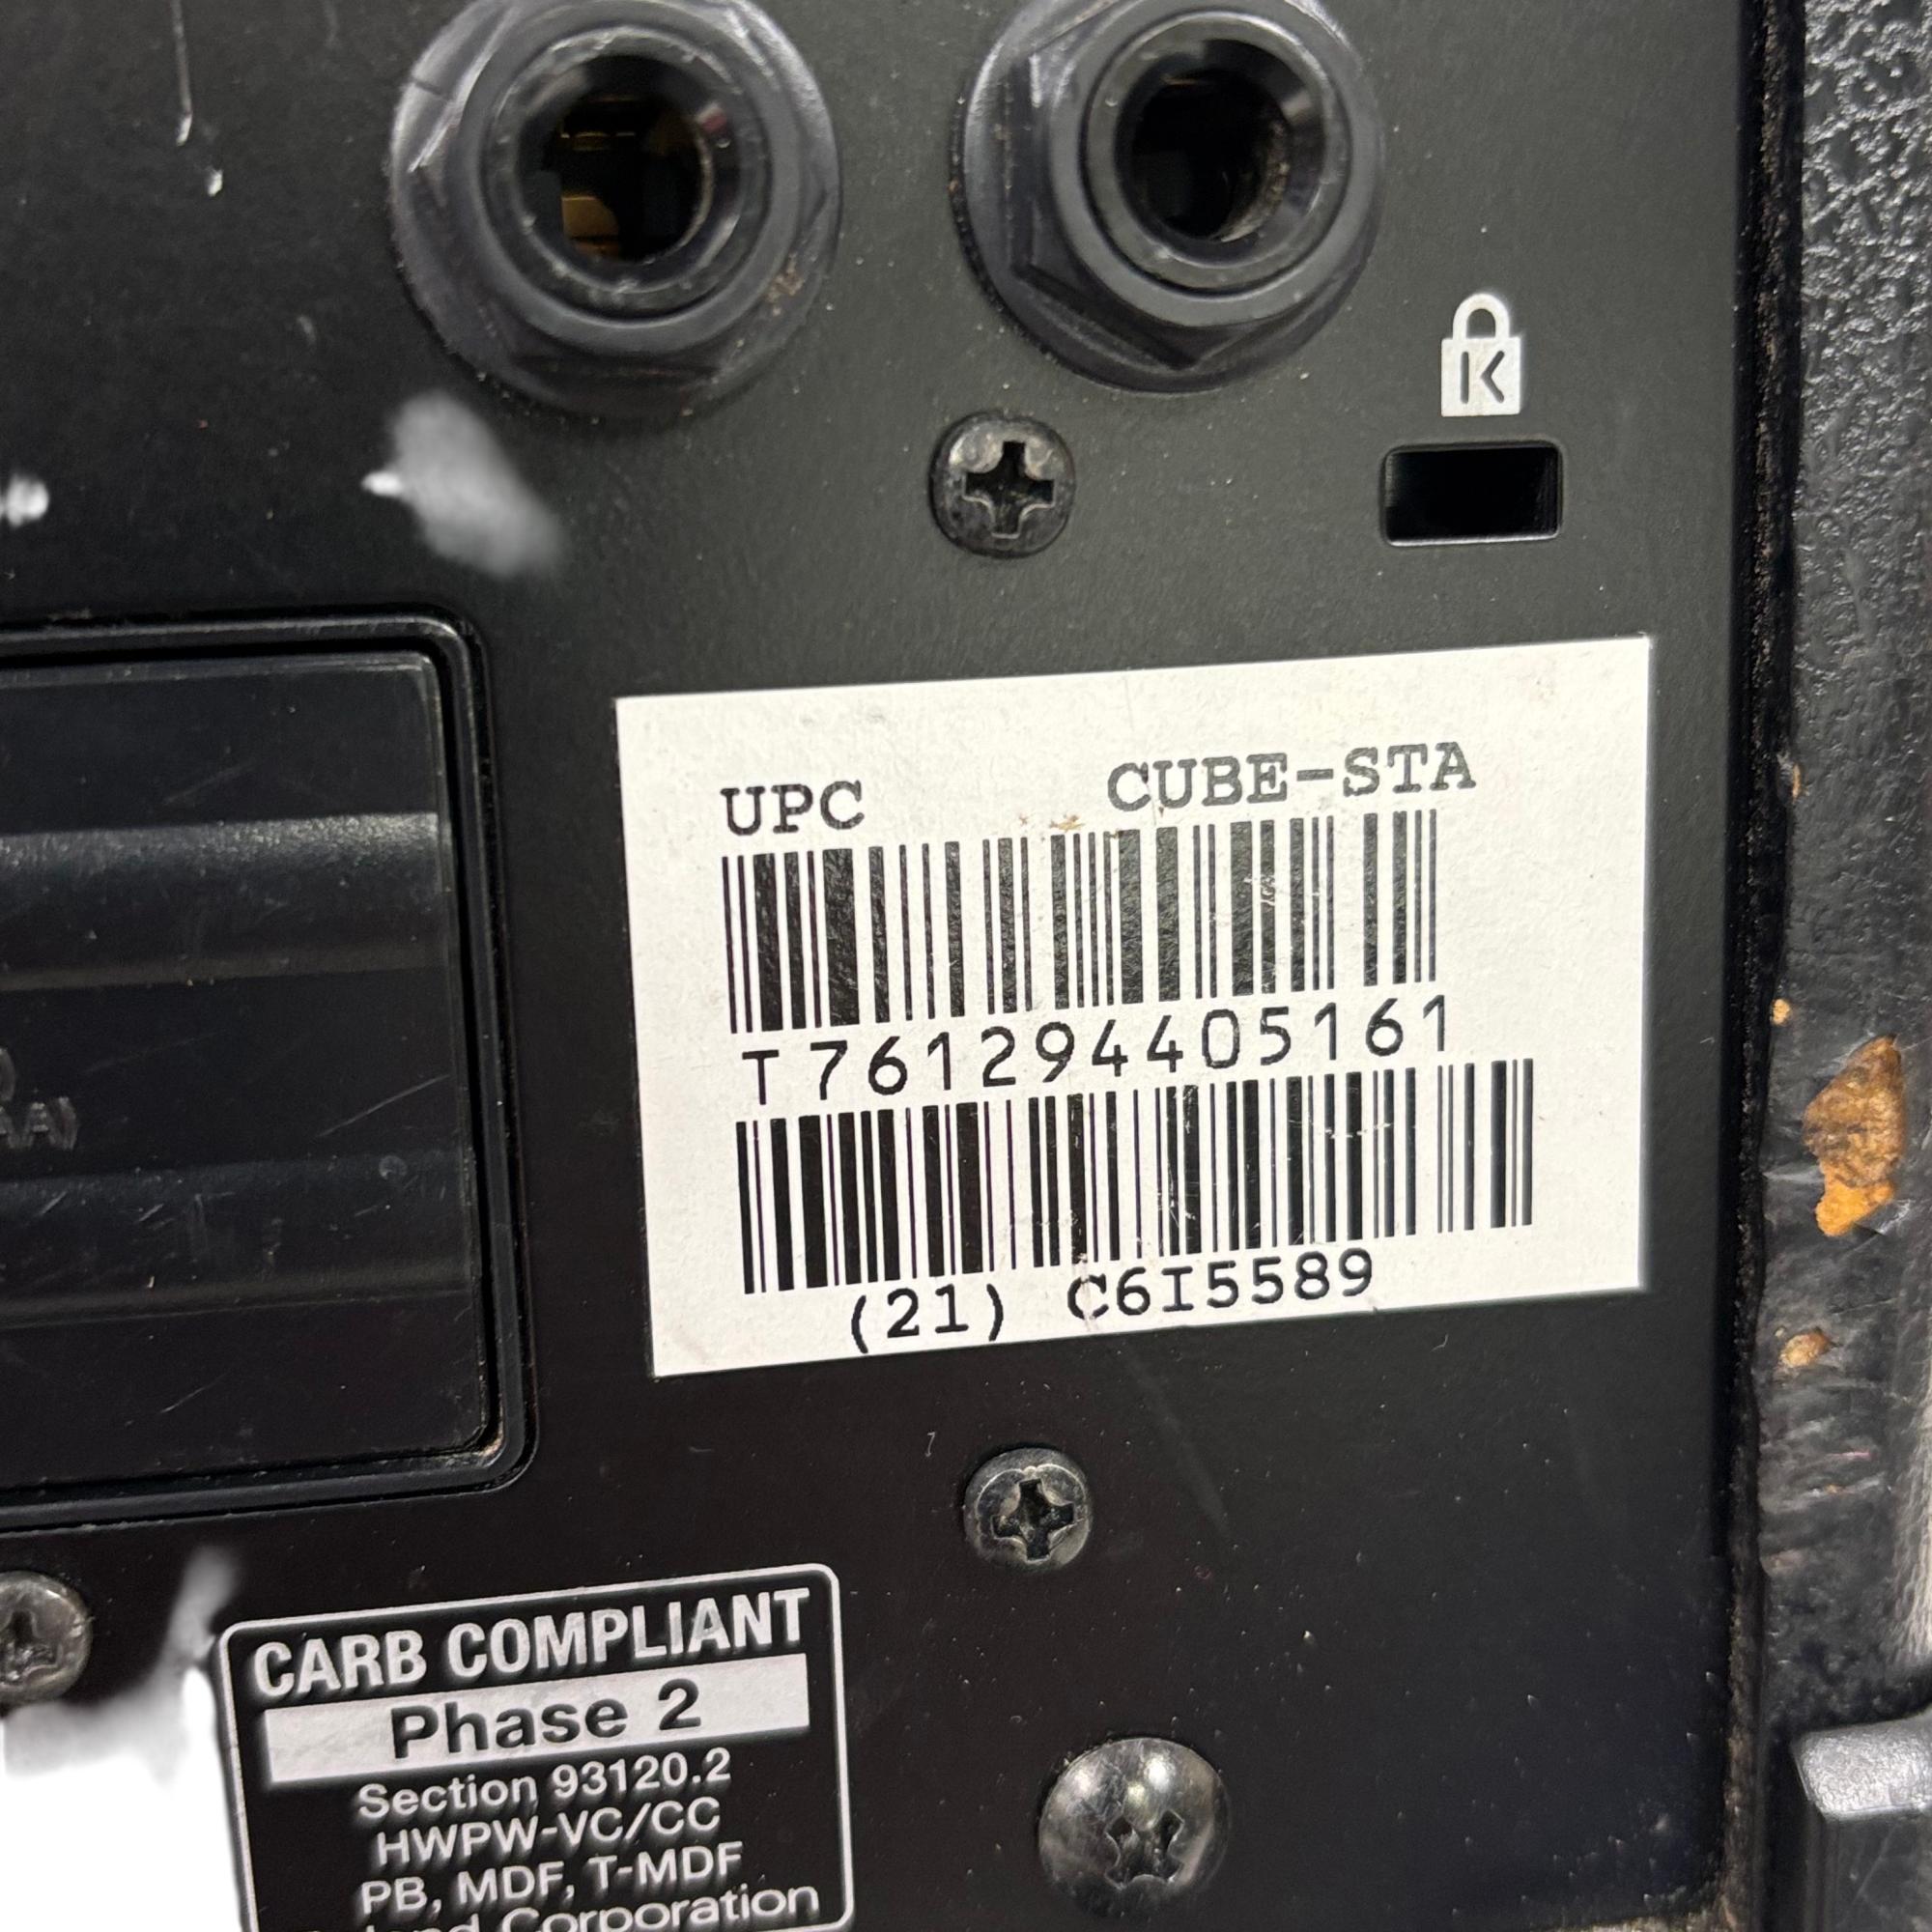 K
UPC CUBE-STA
T761294405161
(21) C6I5589
CARB COMPLIANT
Phase 2
Section 93120.2
HWPW-VC/CC
PB, MDF, T-MDF
Corporation